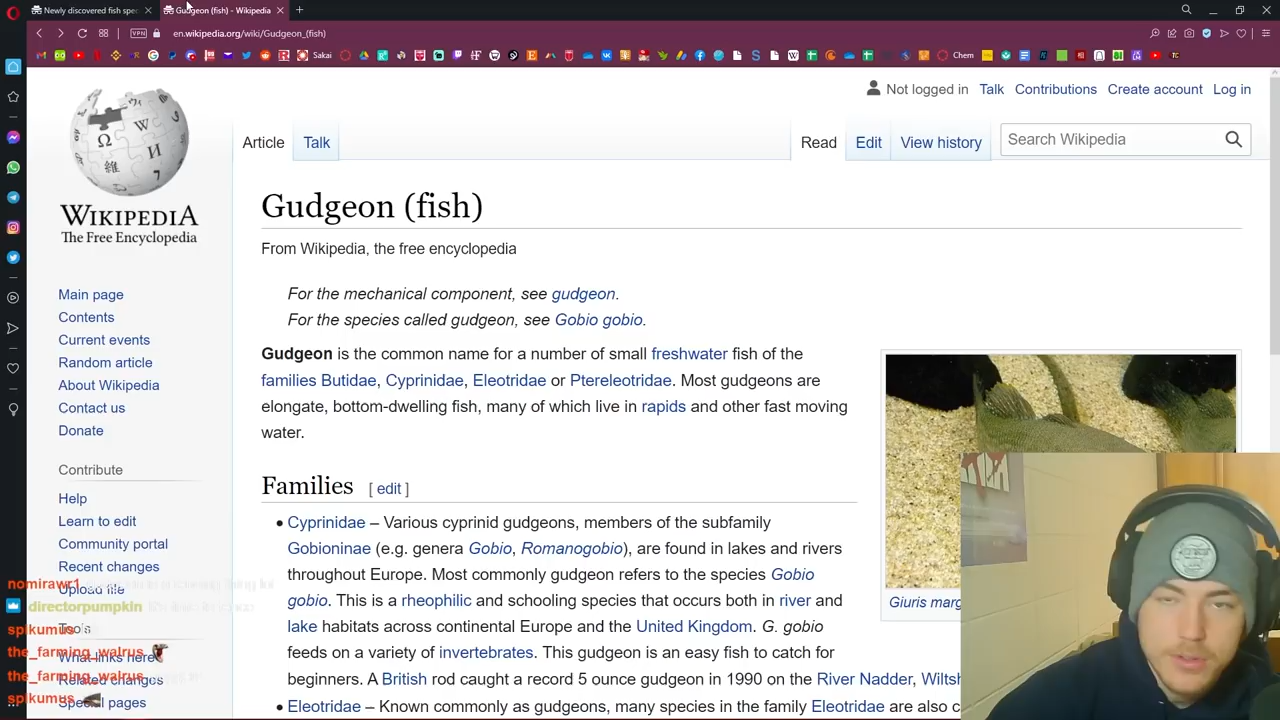 Newly discovered fish spe
Gudgeon (fish) - Wikipedia
VPN
en.wikipedia.org/wiki/Gudgeon_(fish)
Sakai
Chem
WIKIPEDIA
The Free Encyclopedia
Not logged in Talk Contributions Create account Log in
Article Talk
Read Edit View history
Search Wikipedia
Gudgeon (fish)
From Wikipedia, the free encyclopedia
For the mechanical component, see gudgeon.
For the species called gudgeon, see Gobio gobio.
Gudgeon is the common name for a number of small freshwater fish of the
families Butidae, Cyprinidae, Eleotridae or Ptereleotridae. Most gudgeons are
elongate, bottom-dwelling fish, many of which live in rapids and other fast moving
water.
Families [ edit ]
• Cyprinidae – Various cyprinid gudgeons, members of the subfamily
Gobioninae (e.g. genera Gobio, Romanogobio), are found in lakes and rivers
throughout Europe. Most commonly gudgeon refers to the species Gobio
gobio. This is a rheophilic and schooling species that occurs both in river and
lake habitats across continental Europe and the United Kingdom. G. gobio
feeds on a variety of invertebrates. This gudgeon is an easy fish to catch for
beginners. A British rod caught a record 5 ounce gudgeon in 1990 on the River Nadder, Wiltsh
• Eleotridae – Known commonly as gudgeons, many species in the family Eleotridae are also c
Giuris marg
Main page
Contents
Current events
Random article
About Wikipedia
Contact us
Donate
Contribute
Help
Learn to edit
Community portal
Recent changes
Upload file
Tools
What links here
Related changes
Special pages
nomirawr1
directorpumpkin
spikumus
the_farming_walrus
the_farming_walrus
spikumus